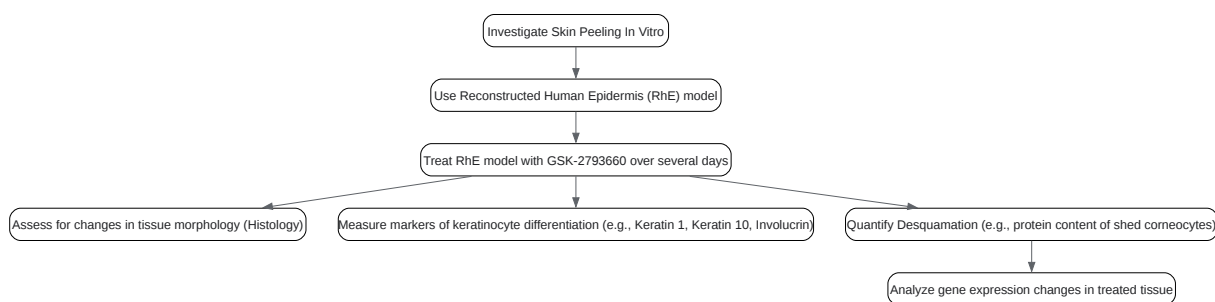 Investigate Skin Peeling In Vitro
Use Reconstructed Human Epidermis (RhE) model
Treat RhE model with GSK-2793660 over several days
Assess for changes in tissue morphology (Histology)
Measure markers of keratinocyte differentiation (e.g., Keratin 1, Keratin 10, Involucrin)
Quantify Desquamation (e.g., protein content of shed corneocytes)
Analyze gene expression changes in treated tissue